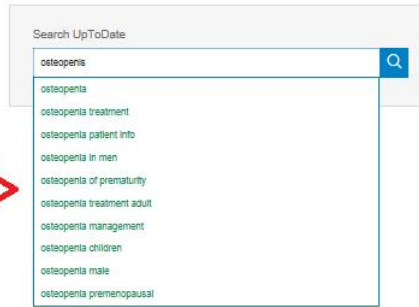 Search UpToDate
osteopenis
osteopenia
osteopenia treatment
osteopenia patient info
osteopenia in men
osteopenia of prematurity
osteopenia treatment adult
osteopenia management
osteopenia children
osteopenia male
osteopenia premenopausal